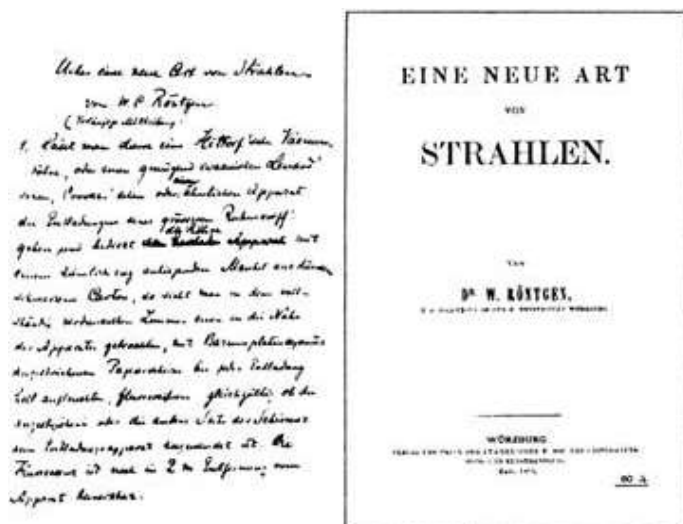 Ueber eine neue Art von Strahlen
von W. C. Röntgen
(Vorläufige Mittheilung)
1. Lässt man durch eine Hittorf'sche Vacuum-
röhre, oder einen genügend evacuirten Lenard'
schen, Crookes'schen oder ähnlichen Apparat
die Entladungen eines grösseren Ruhmkorff's
gehen und bedeckt Apparat mit
einem ziemlich eng anliegenden Mantel aus dünnem
schwarzem Carton, so sieht man in dem voll-
ständig verdunkelten Zimmer einen in die Nähe
des Apparates gebrachten, mit Bariumplatincyanür
angestrichenen Papierschirm bei jeder Entladung
hell aufleuchten, fluoresciren, gleichgültig ob die
angestrichene oder die andere Seite des Schirmes
dem Entladungsapparat zugewendet ist. Die
Fluorescenz ist noch in 2 m Entfernung vom
Apparat bemerkbar.
EINE NEUE ART
VON
STRAHLEN.
VON
DR. W. RÖNTGEN,
WÜRZBURG.
60 ₰